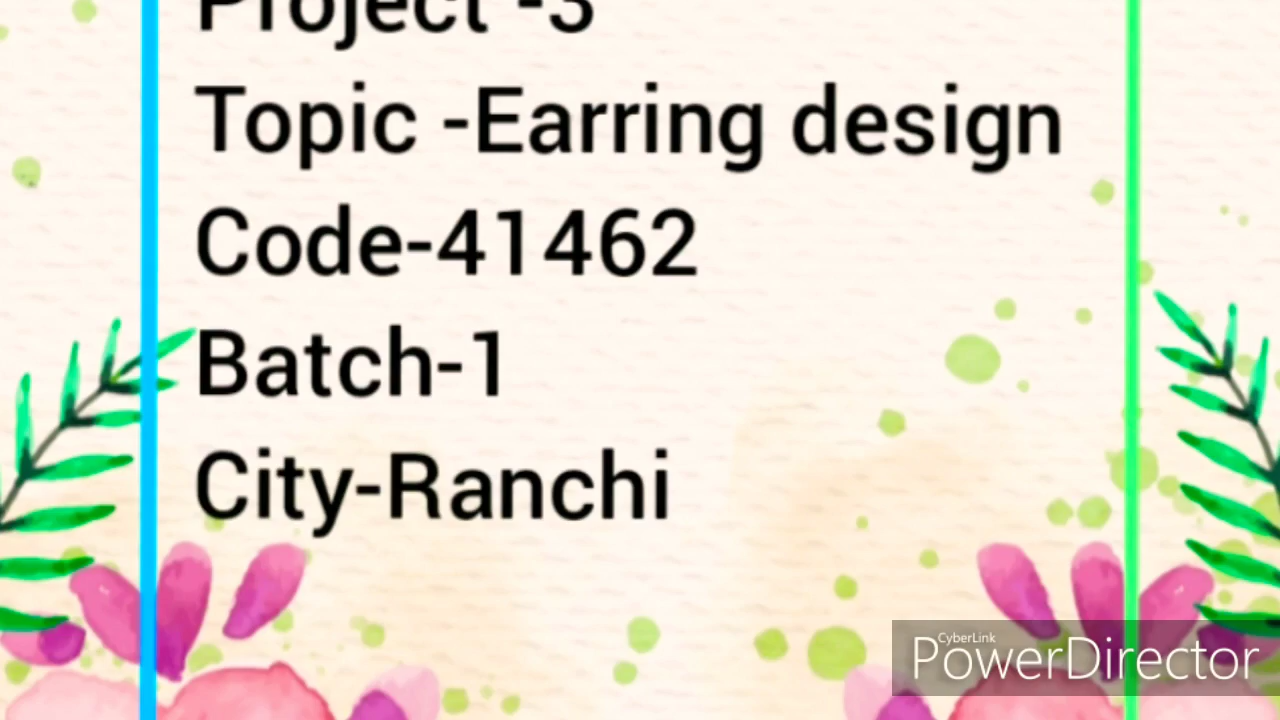 Project -3
Topic -Earring design
Code-41462
Batch-1
City-Ranchi
CyberLink
PowerDirector